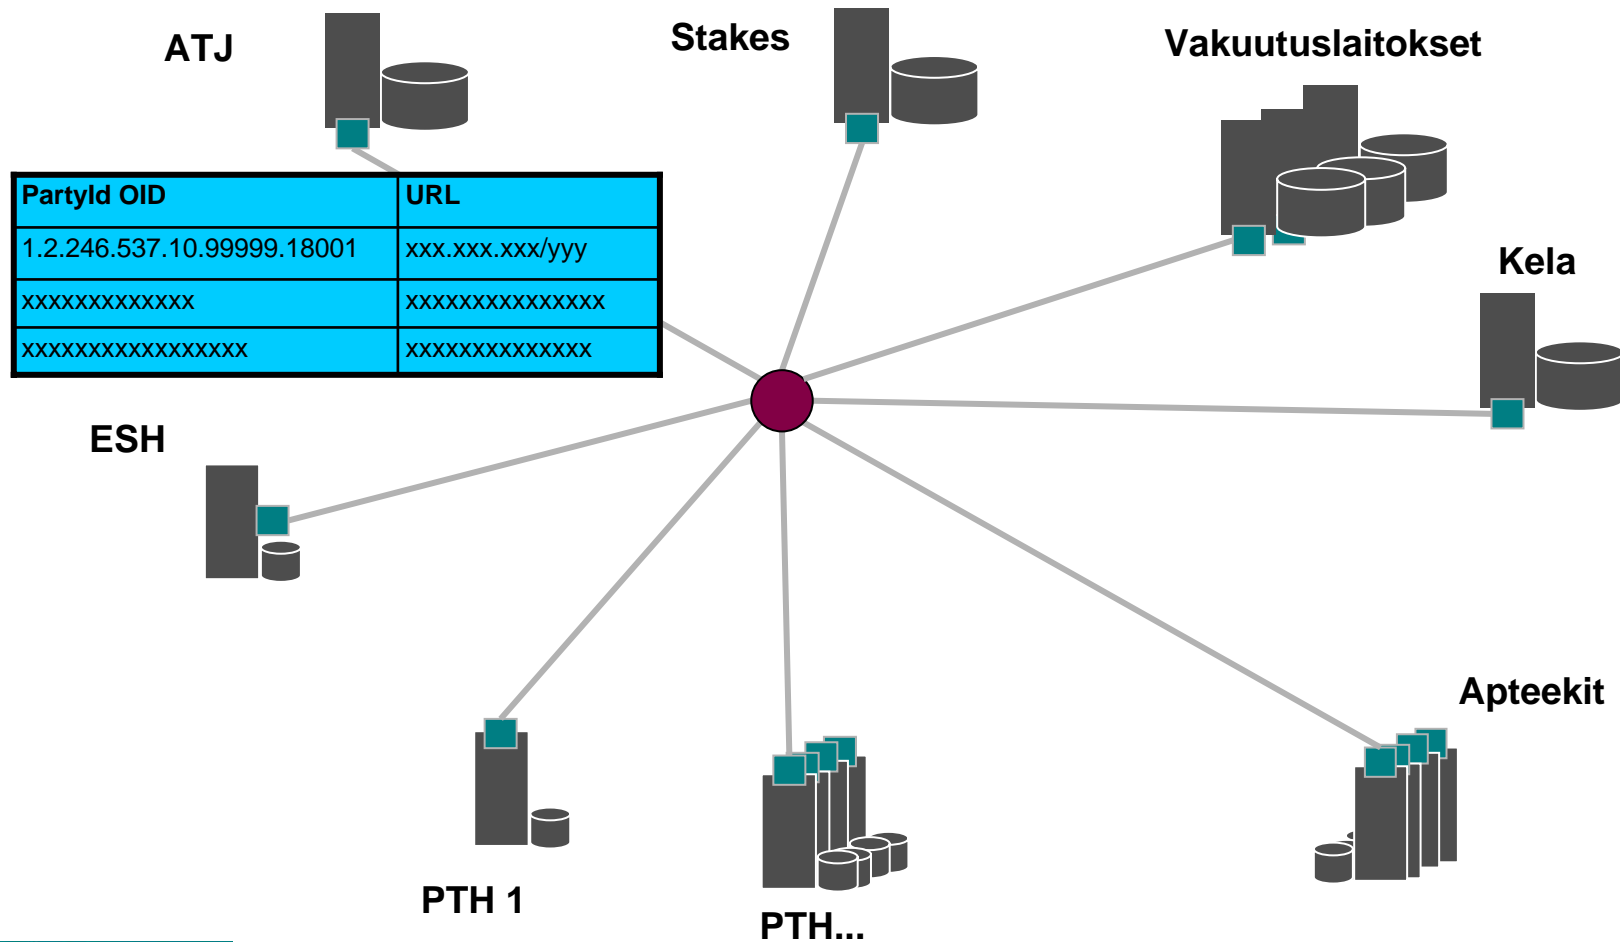 ATJ
Stakes
Vakuutuslaitokset
PartyId OID URL
1.2.246.537.10.99999.18001 xxx.xxx.xxx/yyy
xxxxxxxxxxxxx xxxxxxxxxxxxxxx
xxxxxxxxxxxxxxxxx xxxxxxxxxxxxxx
Kela
ESH
Apteekit
PTH 1
PTH...